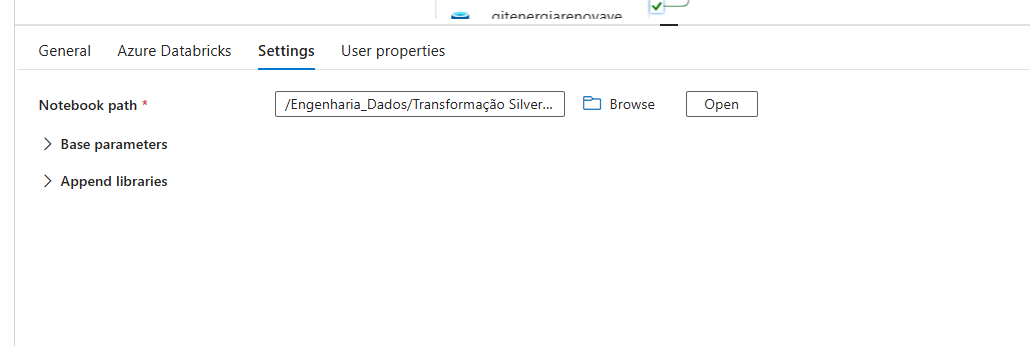 gitenergiarenovave
General Azure Databricks Settings User properties
Notebook path * /Engenharia_Dados/Transformação Silver... Browse Open
Base parameters
Append libraries